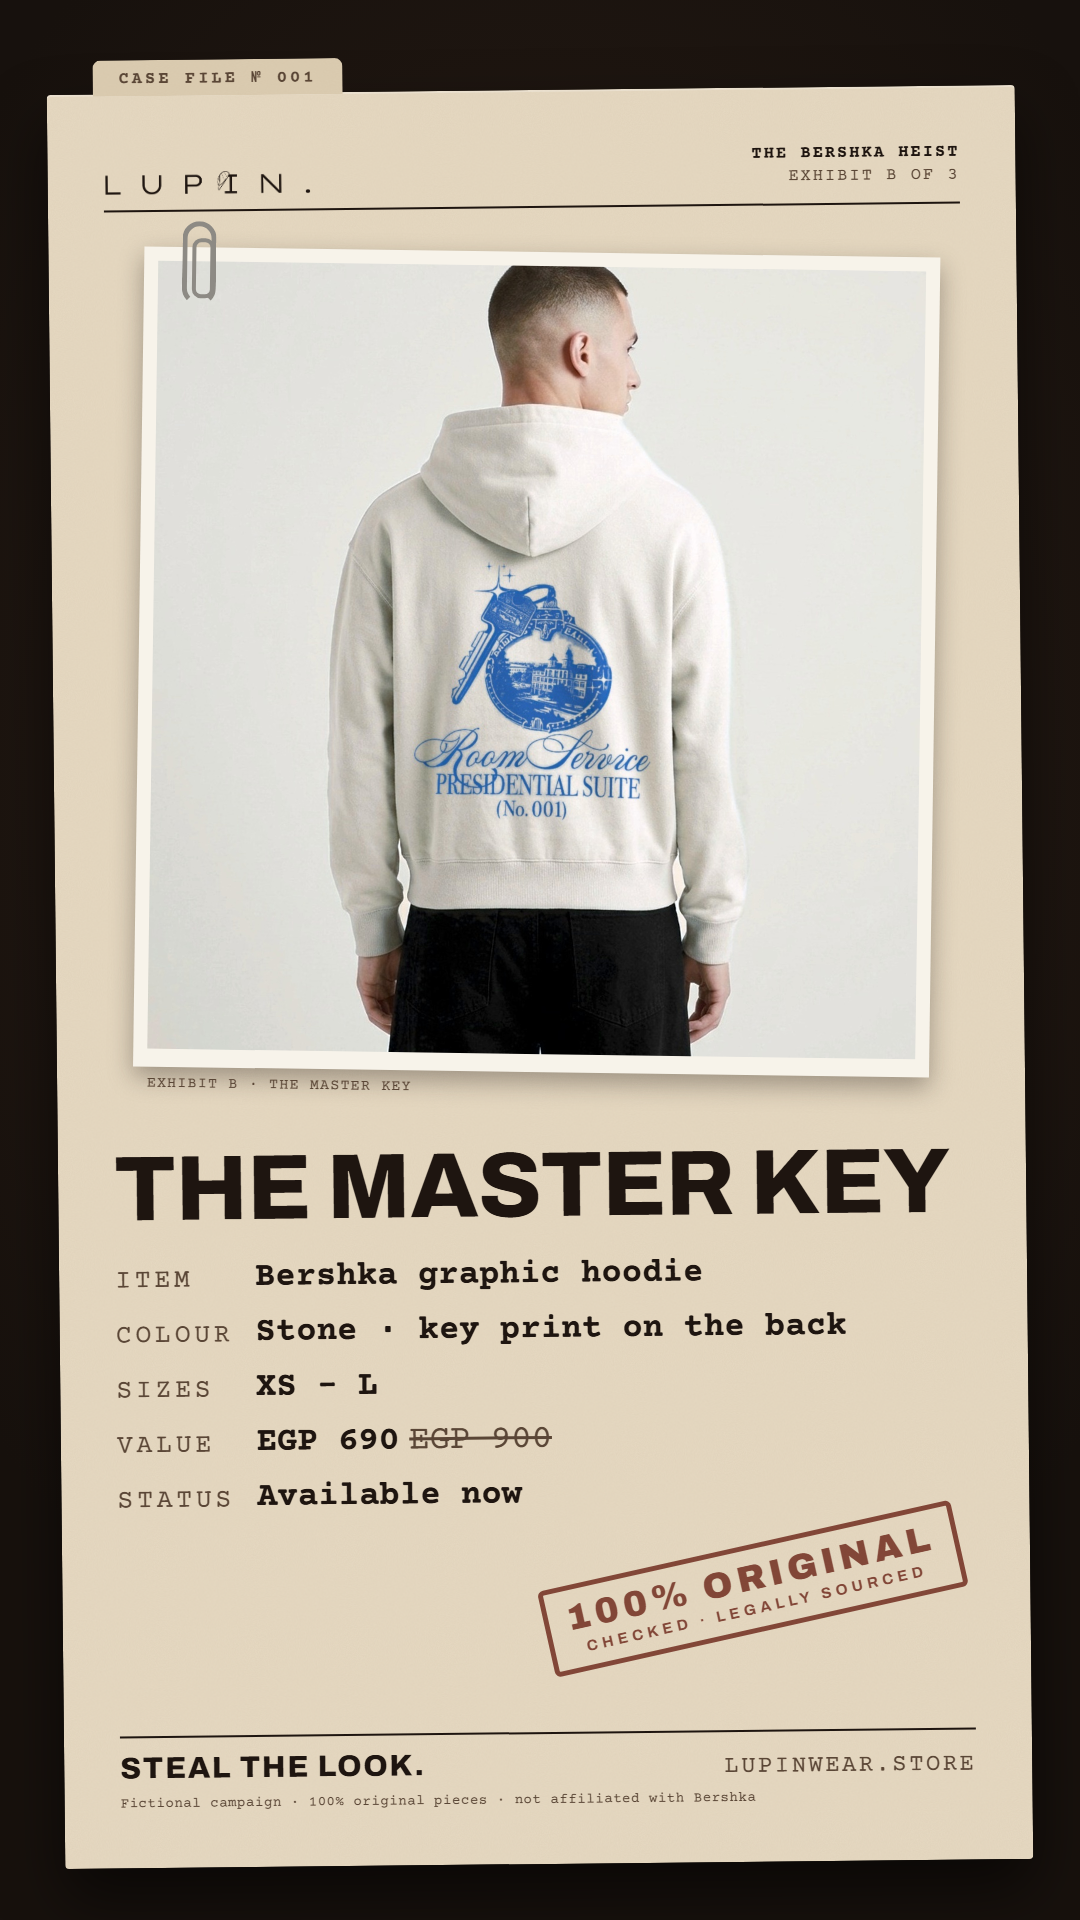 CASE FILE № 001
THE BERSHKA HEIST
EXHIBIT B OF 3
LUPIN.
Room Service
PRESIDENTIAL SUITE
(No. 001)
EXHIBIT B · THE MASTER KEY
THE MASTER KEY
ITEM Bershka graphic hoodie
COLOUR Stone · key print on the back
SIZES XS – L
VALUE EGP 690 EGP 900
STATUS Available now
100% ORIGINAL
CHECKED · LEGALLY SOURCED
STEAL THE LOOK.
LUPINWEAR.STORE
Fictional campaign · 100% original pieces · not affiliated with Bershka